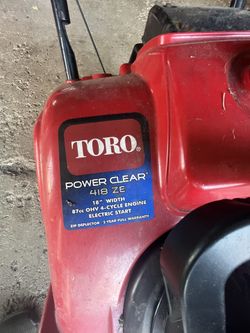 TORO®
POWER CLEAR®
418 ZE
18" WIDTH
87cc OHV 4-CYCLE ENGINE
ELECTRIC START
ZIP DEFLECTOR 2 YEAR FULL WARRANTY